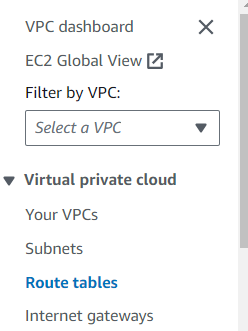 VPC dashboard
EC2 Global View
Filter by VPC:
Select a VPC
Virtual private cloud
Your VPCs
Subnets
Route tables
Internet gateways